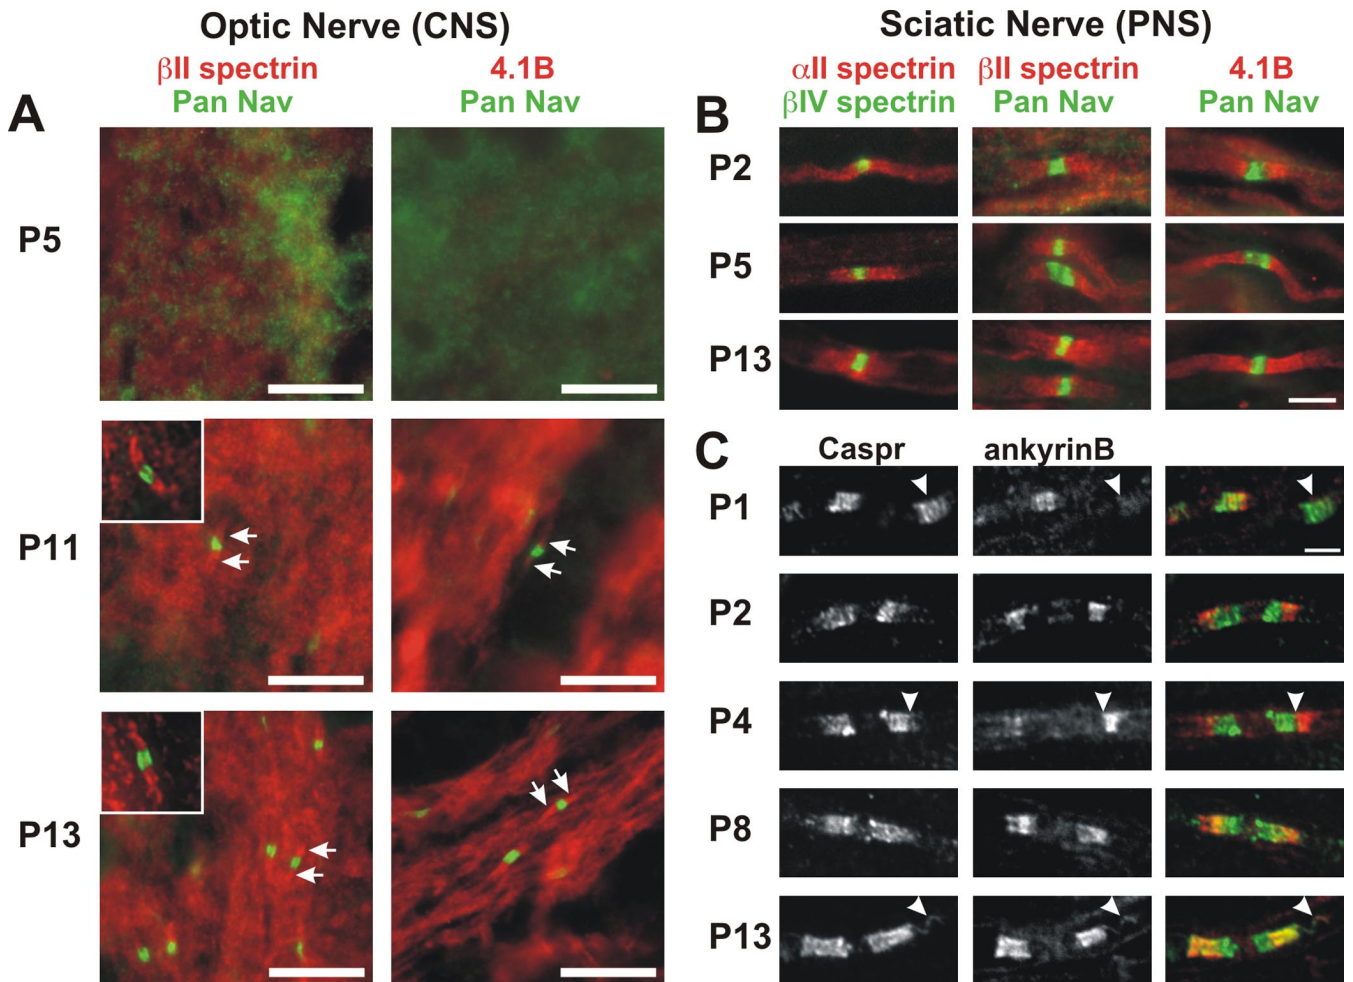 Optic Nerve (CNS)
βII spectrin
Pan Nav
4.1B
Pan Nav
A
P5
P11
P13
Sciatic Nerve (PNS)
αII spectrin
βIV spectrin
βII spectrin
Pan Nav
4.1B
Pan Nav
B
P2
P5
P13
C
Caspr
ankyrinB
P1
P2
P4
P8
P13